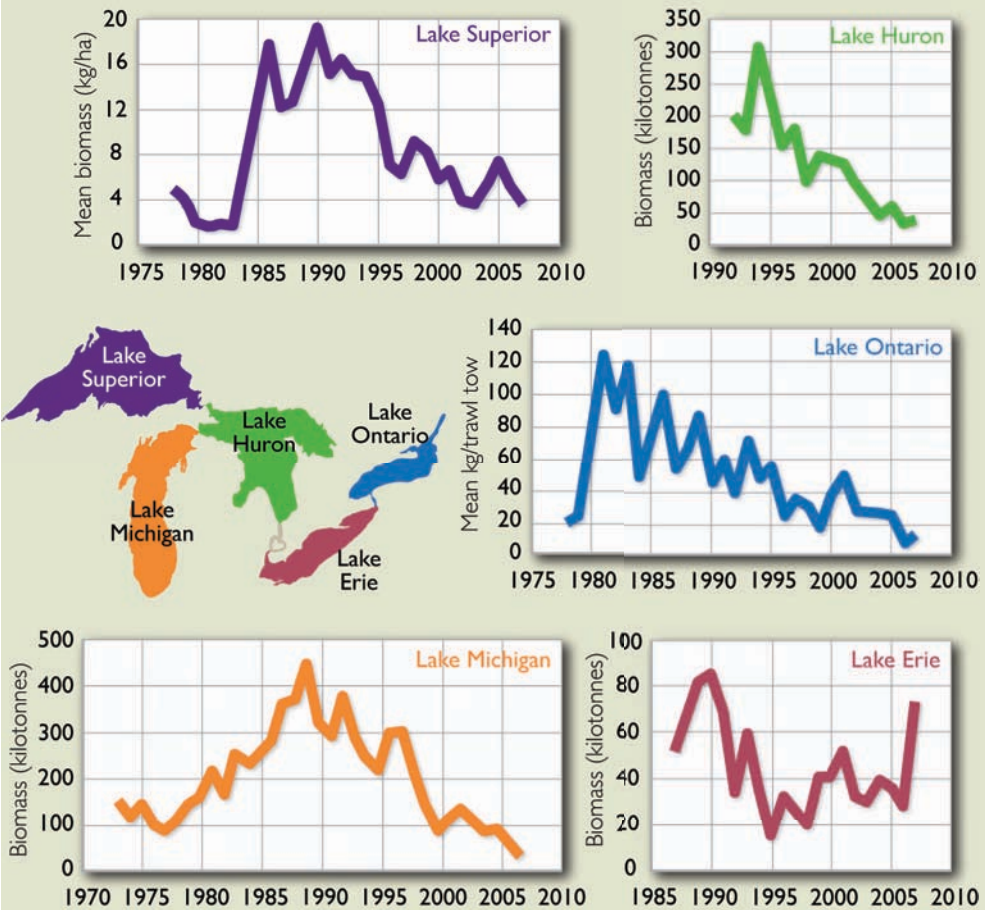 Lake Superior
Mean biomass (kg/ha)
20
16
12
8
4
0
1975 1980 1985 1990 1995 2000 2005 2010
Lake Huron
Biomass (kilotonnes)
350
300
250
200
150
100
50
0
1990 1995 2000 2005 2010
Lake
Superior
Lake
Huron
Lake
Ontario
Lake
Michigan
Lake
Erie
Lake Ontario
Mean kg/trawl tow
140
120
100
80
60
40
20
0
1975 1980 1985 1990 1995 2000 2005 2010
Lake Michigan
Biomass (kilotonnes)
500
400
300
200
100
0
1970 1975 1980 1985 1990 1995 2000 2005 2010
Lake Erie
Biomass (kilotonnes)
100
80
60
40
20
0
1985 1990 1995 2000 2005 2010